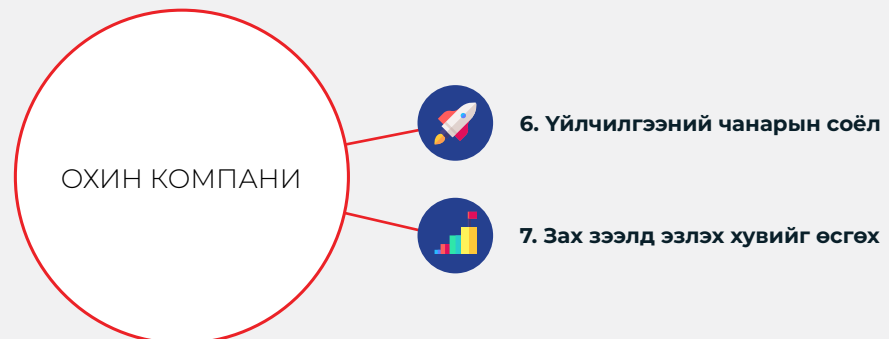 6. Үйлчилгээний чанарын соёл
ОХИН КОМПАНИ
7. Зах зээлд эзлэх хувийг өсгөх